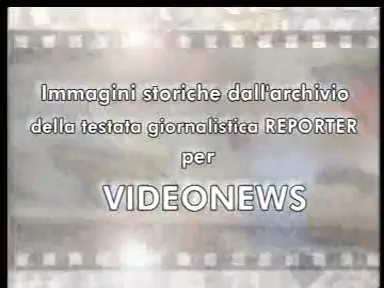 Immagini storiche dall'archivio
della testata giornalistica REPORTER
per
VIDEONEWS